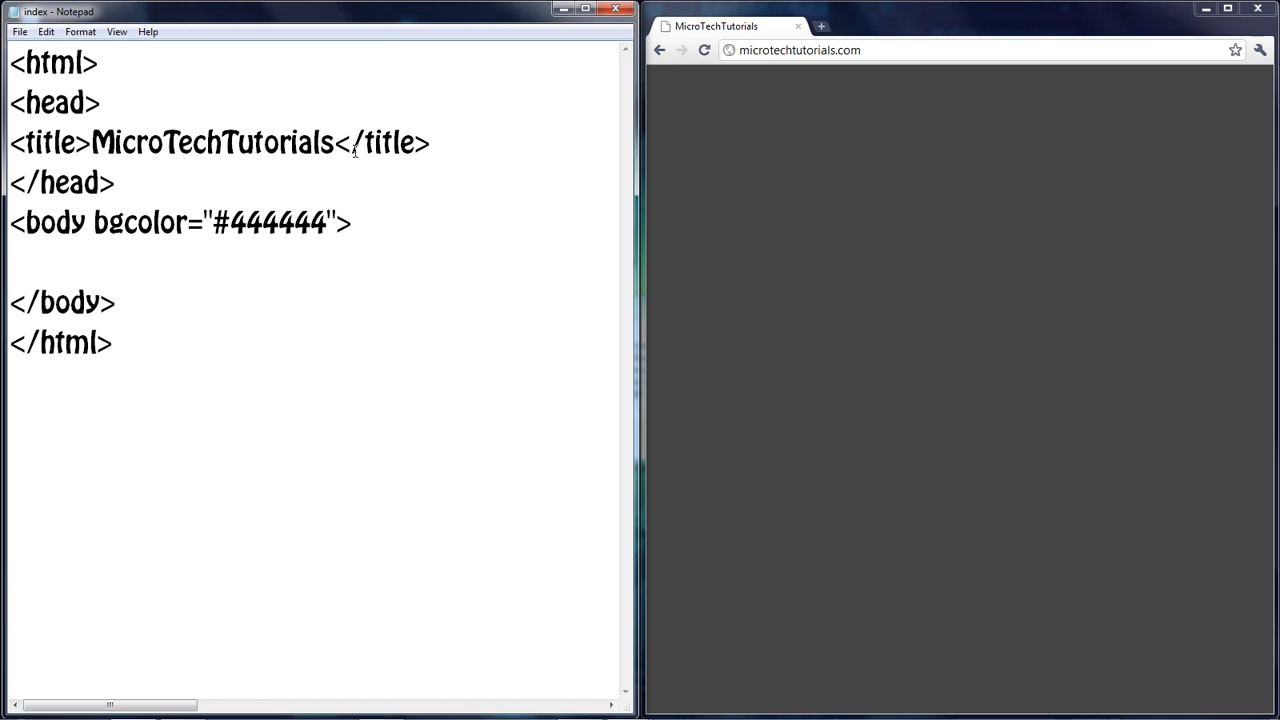 index - Notepad
File Edit Format View Help
<html>
<head>
<title>MicroTechTutorials</title>
</head>
<body bgcolor="#444444">
</body>
</html>
MicroTechTutorials
microtechtutorials.com